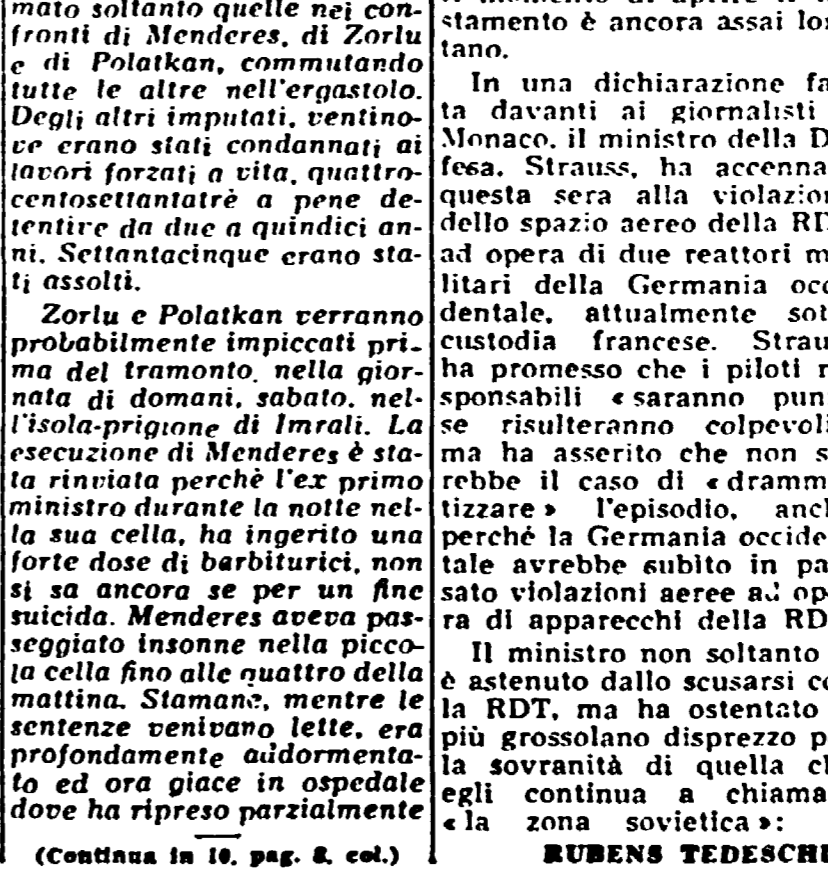 mato soltanto quelle nei con-
fronti di Menderes, di Zorlu
e di Polatkan, commutando
tutte le altre nell'ergastolo.
Degli altri imputati, ventino-
ve erano stati condannati ai
lavori forzati a vita, quattro-
centosettantatrè a pene de-
tentive da due a quindici an-
ni. Settantacinque erano sta-
ti assolti.
Zorlu e Polatkan verranno
probabilmente impiccati pri-
ma del tramonto, nella gior-
nata di domani, sabato, nel-
l'isola-prigione di Imrali. La
esecuzione di Menderes è sta-
ta rinviata perchè l'ex primo
ministro durante la notte nel-
la sua cella, ha ingerito una
forte dose di barbiturici, non
si sa ancora se per un fine
suicida. Menderes aveva pas-
seggiato insonne nella picco-
la cella fino alle quattro della
mattina. Stamane, mentre le
sentenze venivano lette, era
profondamente addormenta-
to ed ora giace in ospedale
dove ha ripreso parzialmente
(Continua in 10. pag. 8. col.)
stamento è ancora assai lo
tano.
In una dichiarazione fa
ta davanti ai giornalisti
Monaco, il ministro della D
fesa, Strauss, ha accenna
questa sera alla violazio
dello spazio aereo della RD
ad opera di due reattori m
litari della Germania occ
dentale, attualmente sot
custodia francese. Strau
ha promesso che i piloti r
sponsabili «saranno pun
se risulteranno colpevoli
ma ha asserito che non s
rebbe il caso di «dramm
tizzare» l'episodio, anc
perché la Germania occide
tale avrebbe subìto in pa
sato violazioni aeree ad op
ra di apparecchi della RD
Il ministro non soltanto
è astenuto dallo scusarsi co
la RDT, ma ha ostentato
più grossolano disprezzo p
la sovranità di quella c
egli continua a chiama
«la zona sovietica»:
RUBENS TEDESCHI